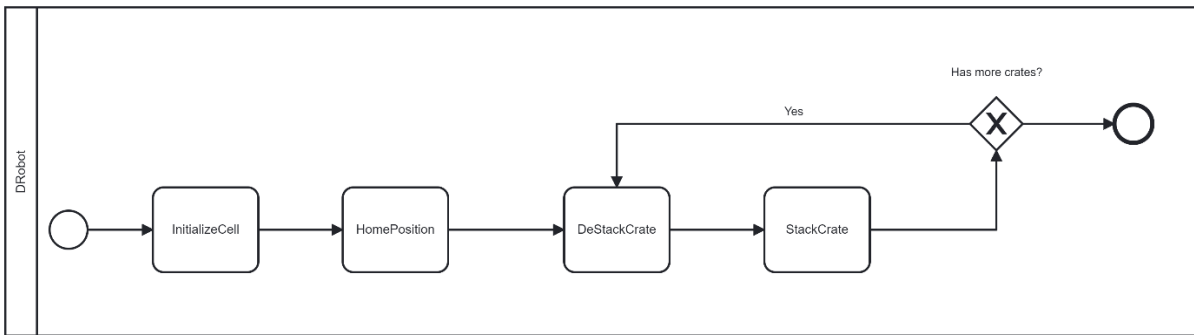 DRobot
Has more crates?
Yes
InitializeCell
HomePosition
DeStackCrate
StackCrate